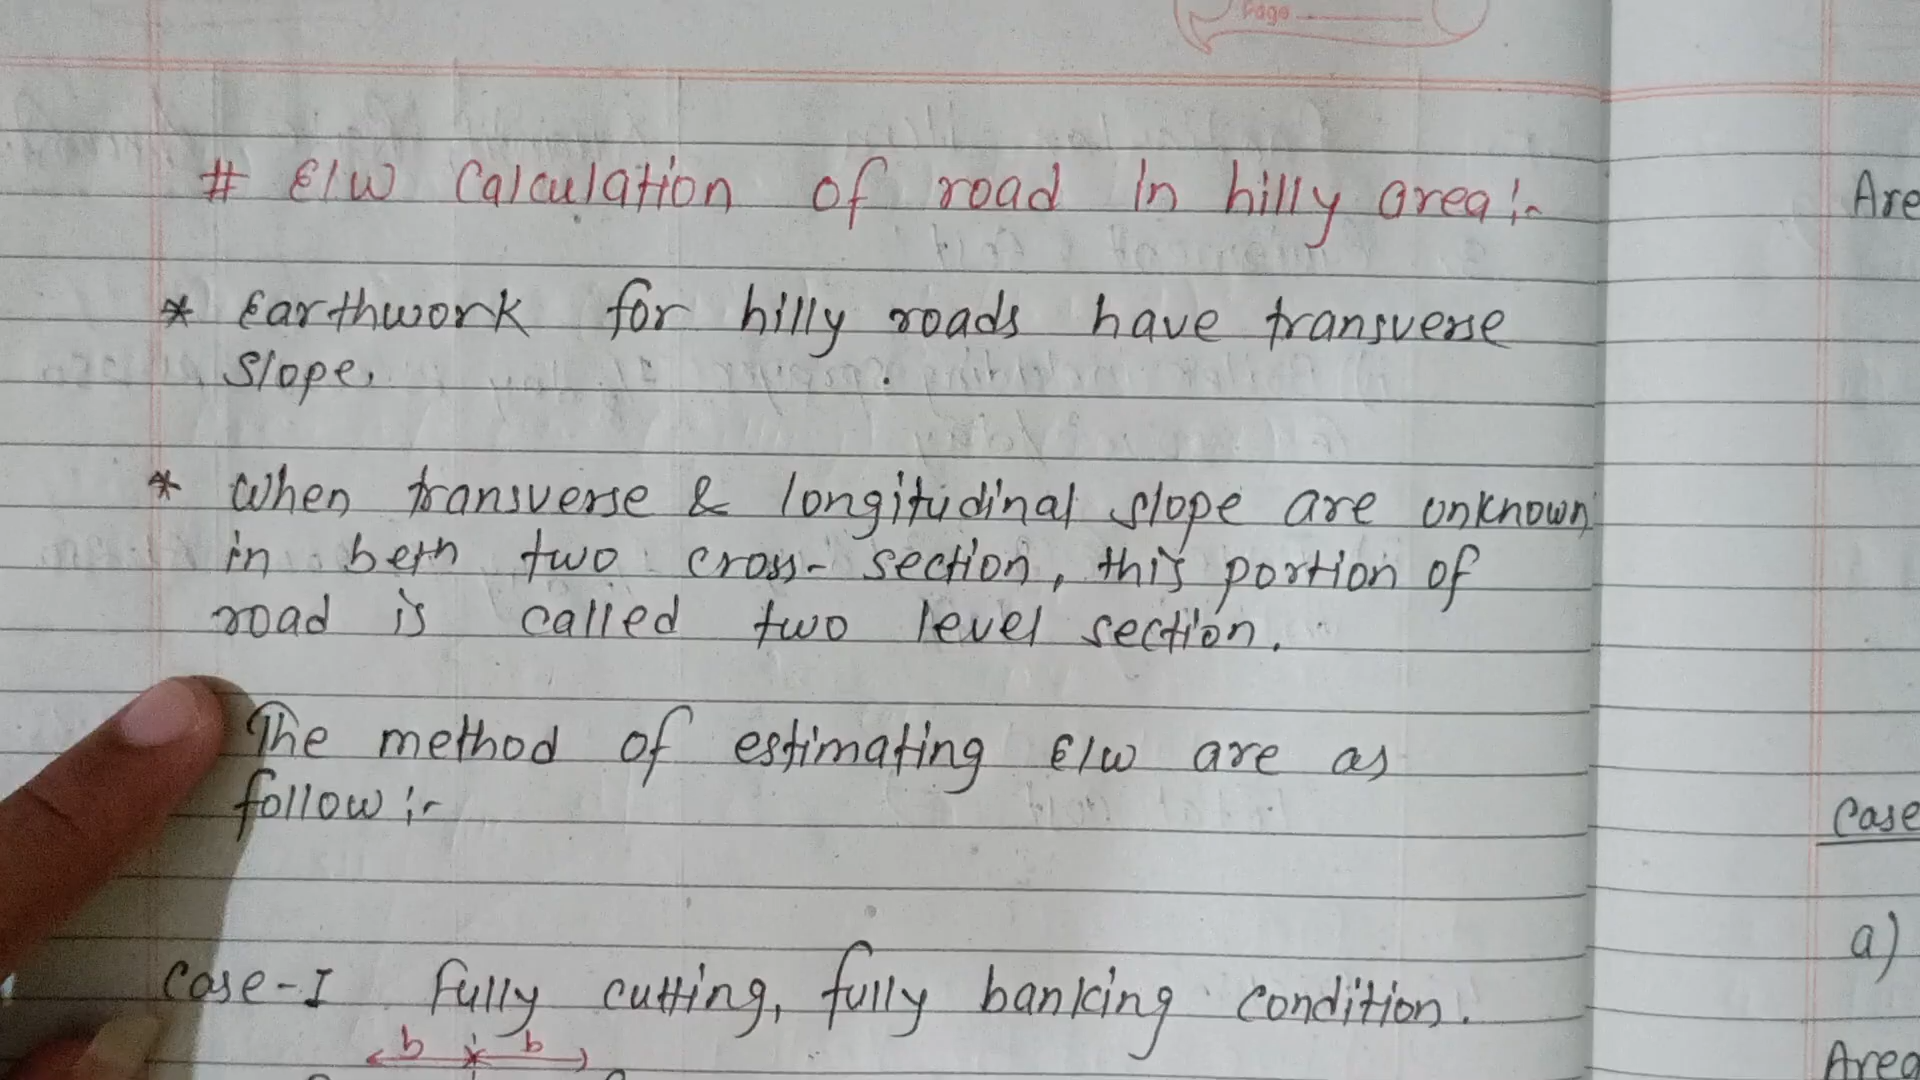 Page
# E/W Calculation of road in hilly area :-
* Earthwork for hilly roads have transverse
slope.
* When transverse & longitudinal slope are unknown
in beth two cross-section, this portion of
road is called two level section.
The method of estimating E/W are as
follow :-
Case-I fully cutting, fully banking condition.
b b
Are
Case
a)
Area